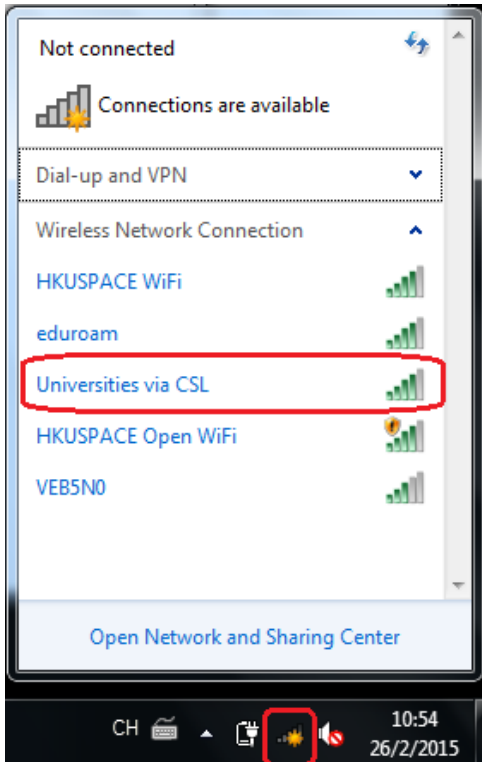 Not connected
Connections are available
Dial-up and VPN
Wireless Network Connection
HKUSPACE WiFi
eduroam
Universities via CSL
HKUSPACE Open WiFi
VEB5N0
Open Network and Sharing Center
CH
10:54
26/2/2015